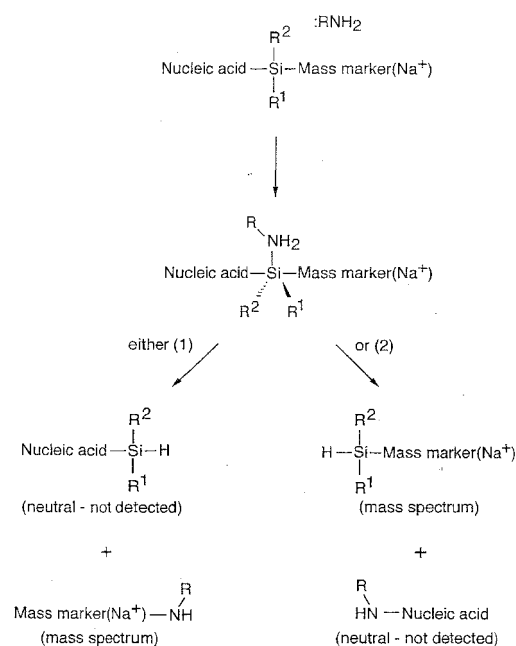 :RNH2
R2
Nucleic acid—Si—Mass marker(Na+)
R1
R
NH2
Nucleic acid—Si—Mass marker(Na+)
R2 R1
either (1) or (2)
R2
Nucleic acid—Si—H
R1
(neutral - not detected)
+
R
Mass marker(Na+)—NH
(mass spectrum)
R2
H—Si—Mass marker(Na+)
R1
(mass spectrum)
+
R
HN—Nucleic acid
(neutral - not detected)